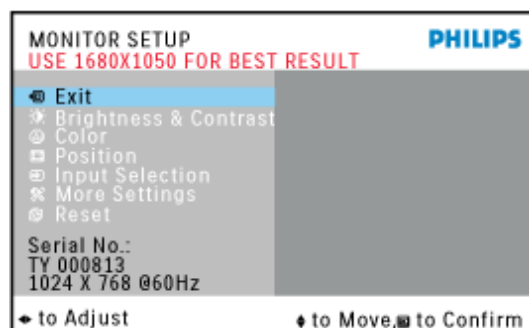 MONITOR SETUP
PHILIPS
USE 1680X1050 FOR BEST RESULT
Exit
Brightness & Contrast
Color
Position
Input Selection
More Settings
Reset
Serial No.:
TY 000813
1024 X 768 @60Hz
to Adjust
to Move, to Confirm